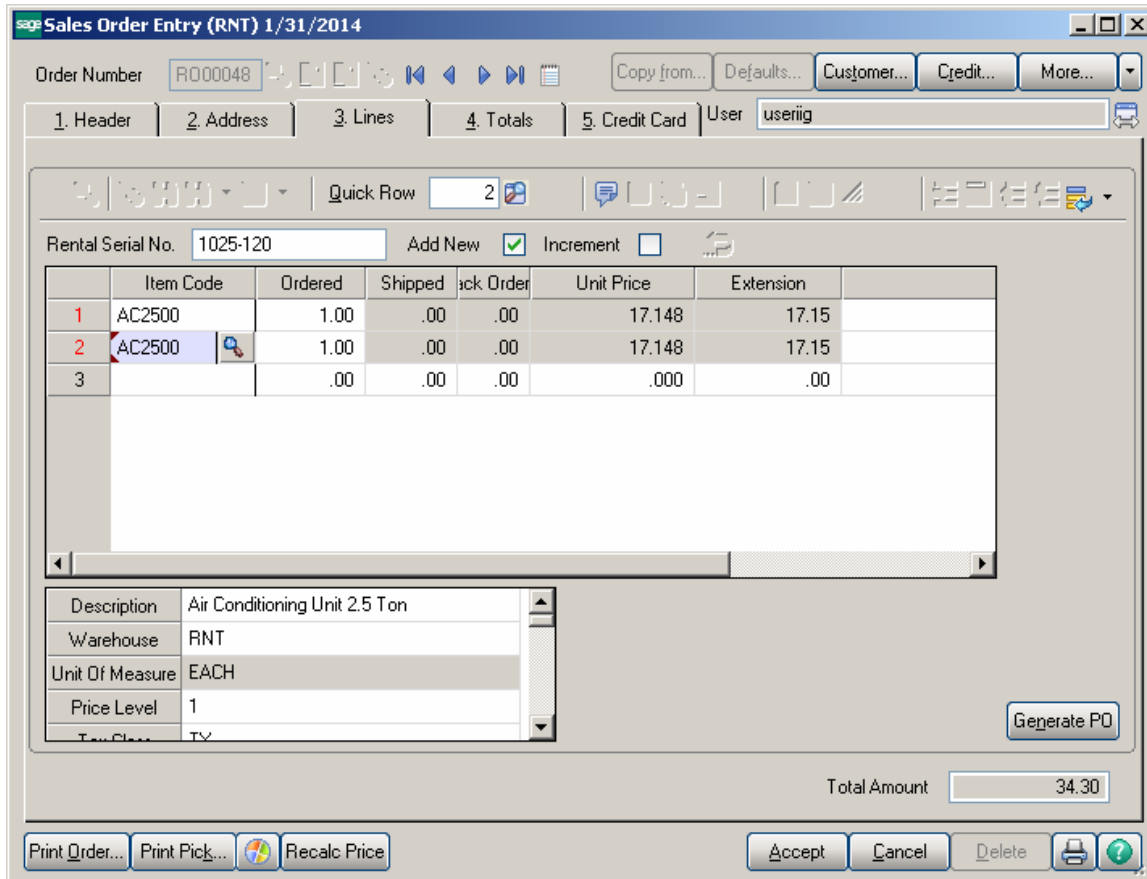 sage Sales Order Entry (RNT) 1/31/2014
Order Number RO00048 Copy from... Defaults... Customer... Credit... More...
1. Header 2. Address 3. Lines 4. Totals 5. Credit Card User useriig
Quick Row 2
Rental Serial No. 1025-120 Add New Increment
Item Code Ordered Shipped ack Order Unit Price Extension
1 AC2500 1.00 .00 .00 17.148 17.15
2 AC2500 1.00 .00 .00 17.148 17.15
3 .00 .00 .00 .000 .00
Description Air Conditioning Unit 2.5 Ton
Warehouse RNT
Unit Of Measure EACH
Price Level 1
Generate PO
Total Amount 34.30
Print Order... Print Pick... Recalc Price Accept Cancel Delete